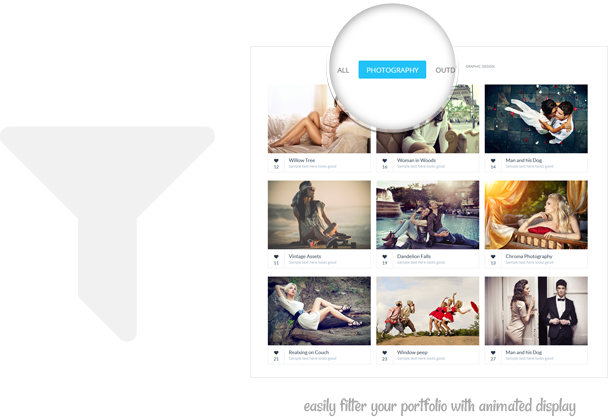 ALL PHOTOGRAPHY OUTD GRAPHIC DESIGN
12 Willow Tree
Sample text here looks good
16 Woman in Woods
Sample text here looks good
14 Man and his Dog
Sample text here looks good
11 Vintage Assets
Sample text here looks good
19 Dandelion Falls
Sample text here looks good
53 Chroma Photography
Sample text here looks good
21 Realxing on Couch
Sample text here looks good
23 Window peep
Sample text here looks good
27 Man and his Dog
Sample text here looks good
easily filter your portfolio with animated display